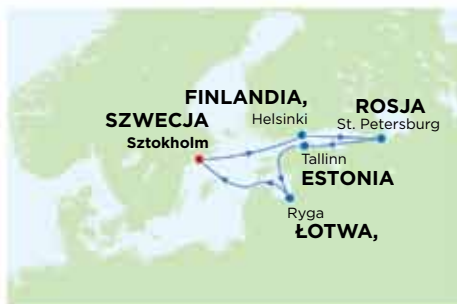 FINLANDIA,
Helsinki
ROSJA
St. Petersburg
SZWECJA
Sztokholm
Tallinn
ESTONIA
Ryga
ŁOTWA,